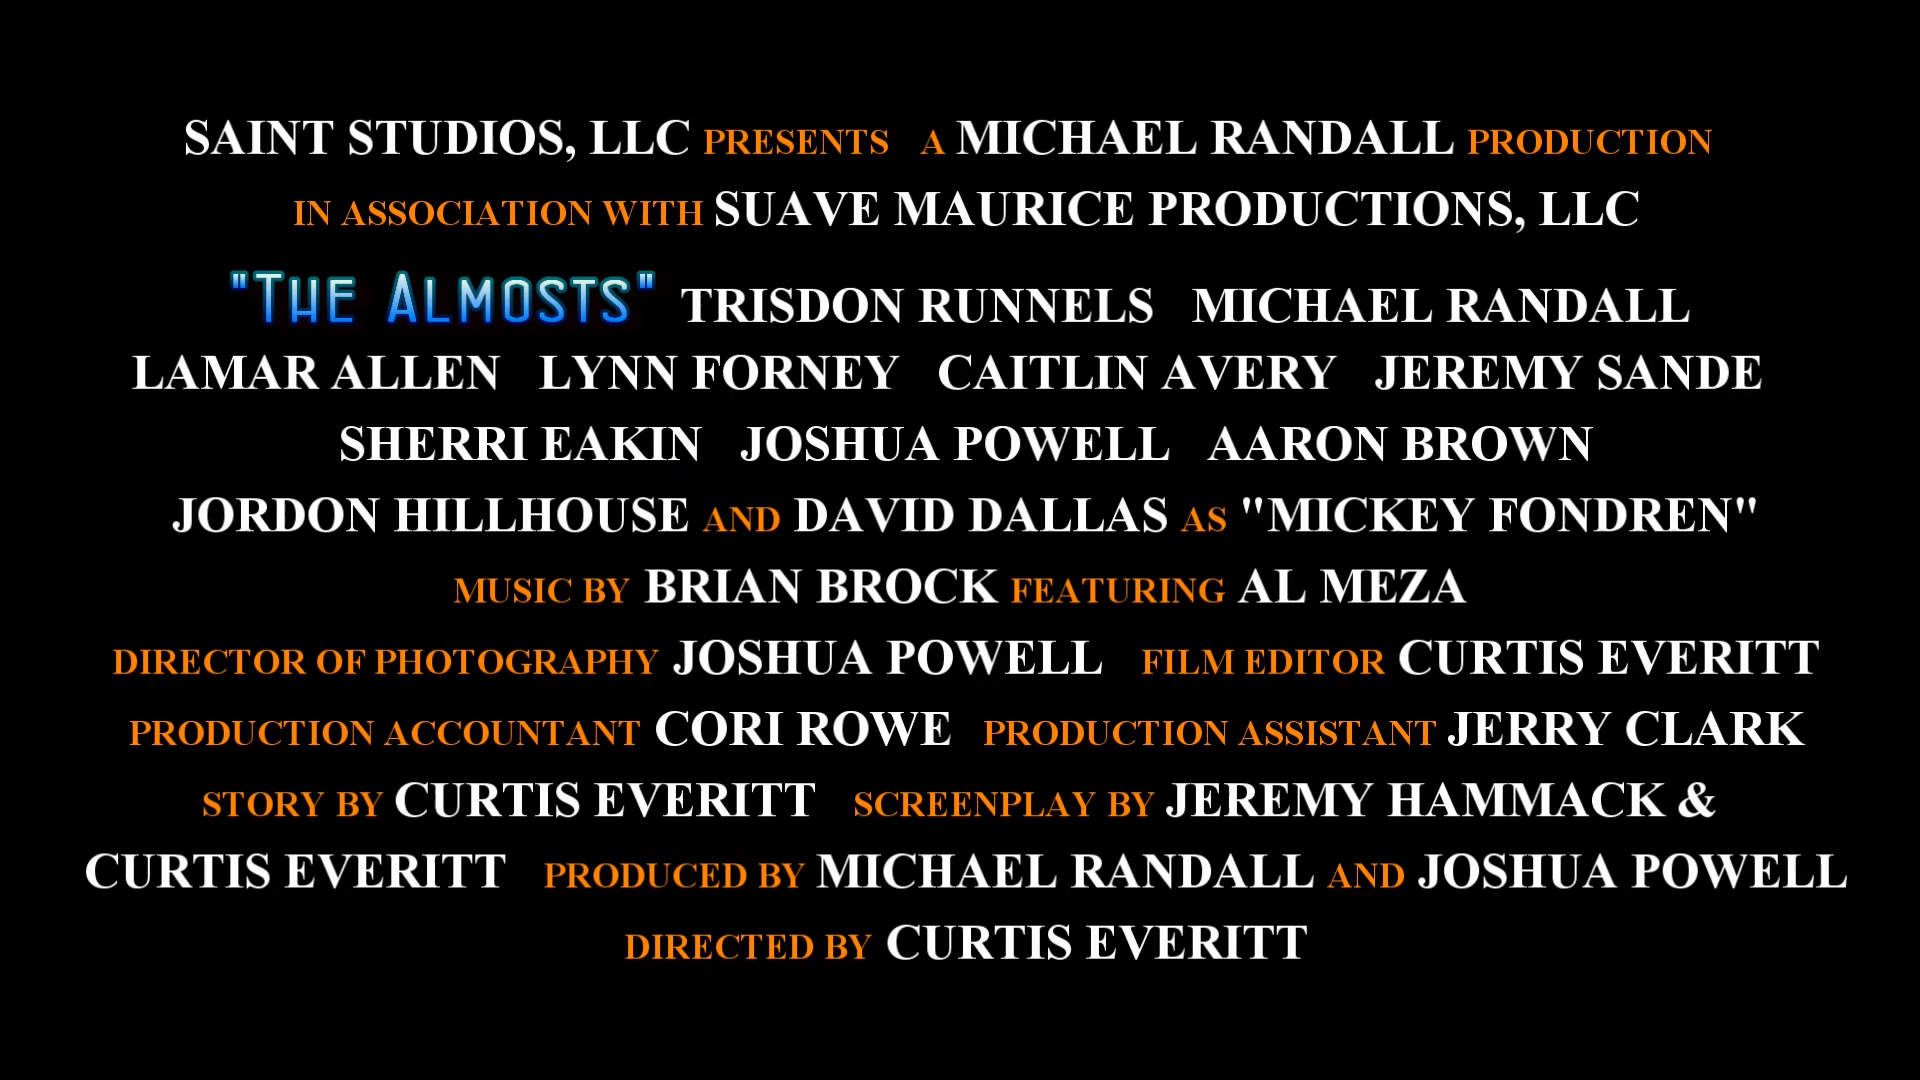 SAINT STUDIOS, LLC PRESENTS A MICHAEL RANDALL PRODUCTION
IN ASSOCIATION WITH SUAVE MAURICE PRODUCTIONS, LLC
"THE ALMOSTS" TRISDON RUNNELS MICHAEL RANDALL
LAMAR ALLEN LYNN FORNEY CAITLIN AVERY JEREMY SANDE
SHERRI EAKIN JOSHUA POWELL AARON BROWN
JORDON HILLHOUSE AND DAVID DALLAS AS "MICKEY FONDREN"
MUSIC BY BRIAN BROCK FEATURING AL MEZA
DIRECTOR OF PHOTOGRAPHY JOSHUA POWELL FILM EDITOR CURTIS EVERITT
PRODUCTION ACCOUNTANT CORI ROWE PRODUCTION ASSISTANT JERRY CLARK
STORY BY CURTIS EVERITT SCREENPLAY BY JEREMY HAMMACK &
CURTIS EVERITT PRODUCED BY MICHAEL RANDALL AND JOSHUA POWELL
DIRECTED BY CURTIS EVERITT